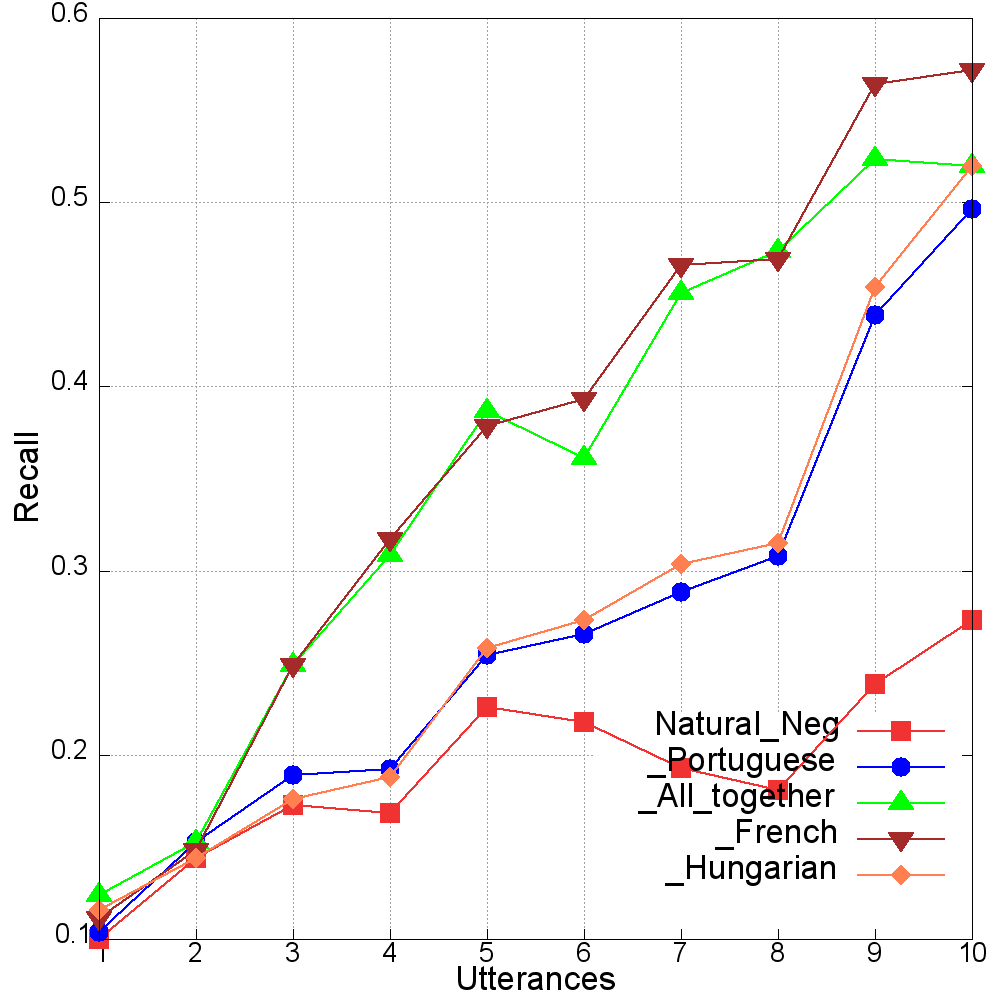 0.6
0.5
0.4
0.3
0.2
0.1
Recall
1 2 3 4 5 6 7 8 9 10
Utterances
Natural_Neg
_Portuguese
_All_together
_French
_Hungarian